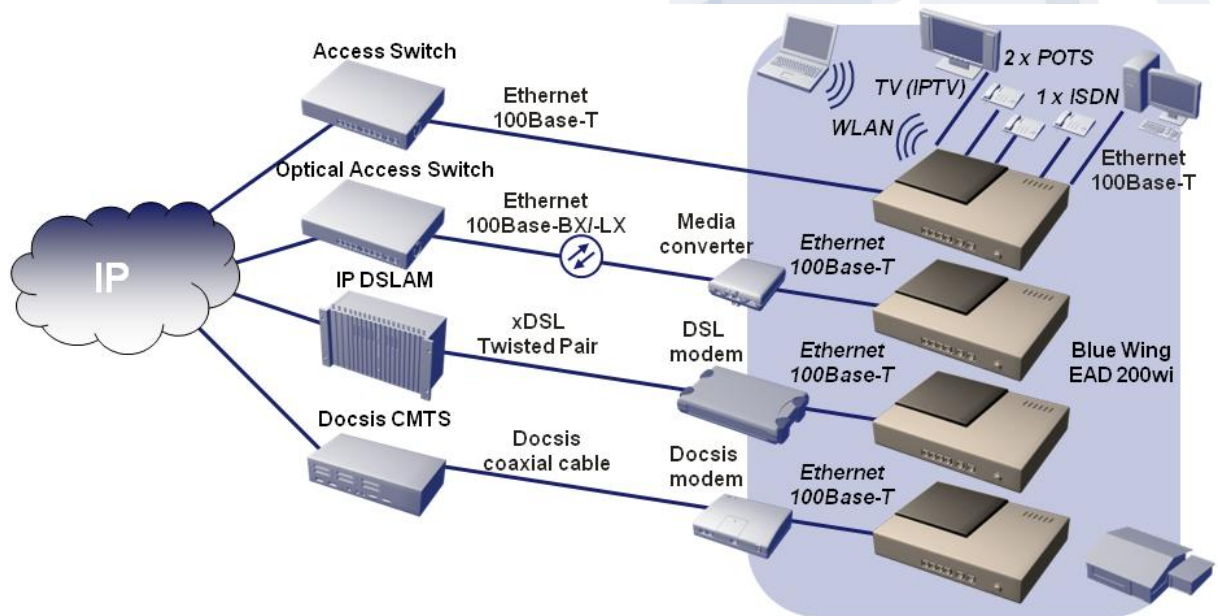 Access Switch
Ethernet
100Base-T
Optical Access Switch
Ethernet
100Base-BX/-LX
IP
IP DSLAM
xDSL
Twisted Pair
Docsis CMTS
Docsis
coaxial cable
Media
converter
DSL
modem
Docsis
modem
2 x POTS
TV (IPTV)
1 x ISDN
WLAN
Ethernet
100Base-T
Ethernet
100Base-T
Ethernet
100Base-T
Ethernet
100Base-T
Blue Wing
EAD 200wi